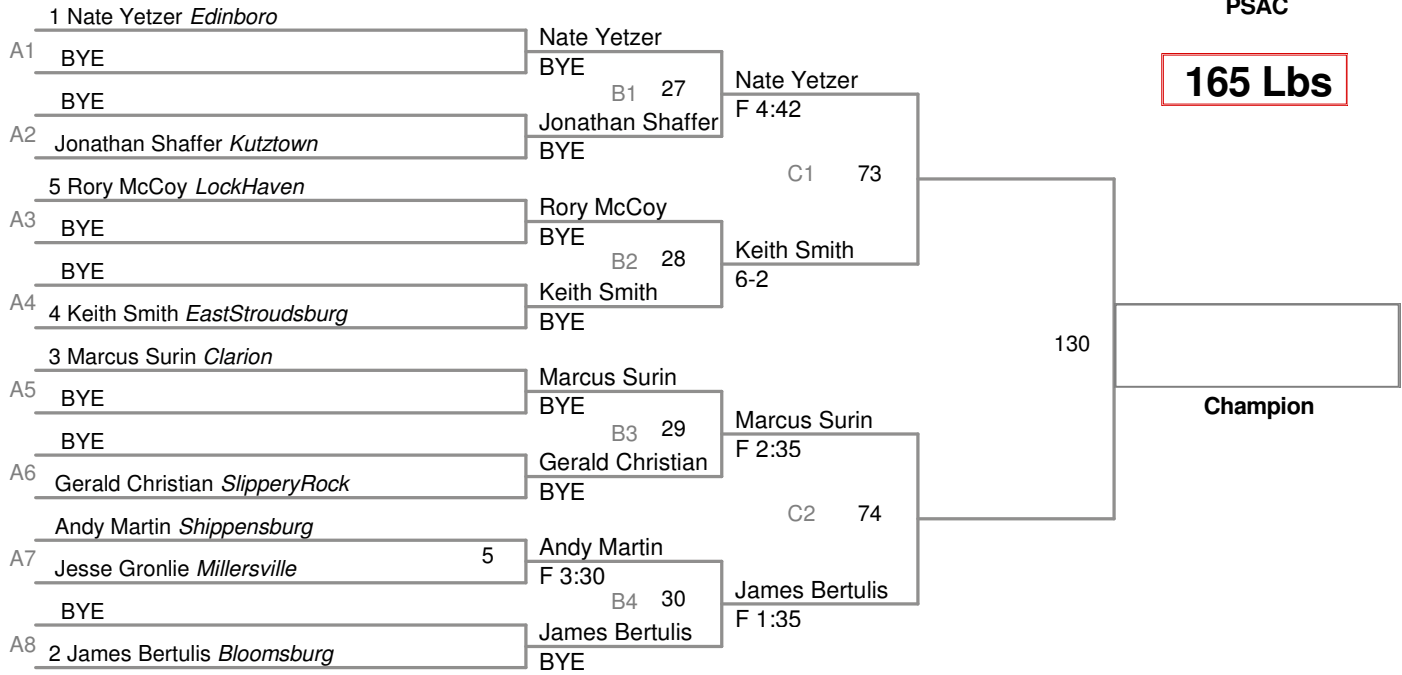 PSAC
165 Lbs
1 Nate Yetzer Edinboro
A1
BYE
BYE
A2
Jonathan Shaffer Kutztown
5 Rory McCoy LockHaven
A3
BYE
BYE
A4
4 Keith Smith EastStroudsburg
3 Marcus Surin Clarion
A5
BYE
BYE
A6
Gerald Christian SlipperyRock
Andy Martin Shippensburg
A7
5
Jesse Gronlie Millersville
BYE
A8
2 James Bertulis Bloomsburg
Nate Yetzer
BYE
B1 27
Jonathan Shaffer
BYE
Rory McCoy
BYE
B2 28
Keith Smith
BYE
Marcus Surin
BYE
B3 29
Gerald Christian
BYE
Andy Martin
F 3:30
B4 30
James Bertulis
BYE
Nate Yetzer
F 4:42
C1 73
Keith Smith
6-2
Marcus Surin
F 2:35
C2 74
James Bertulis
F 1:35
130
Champion